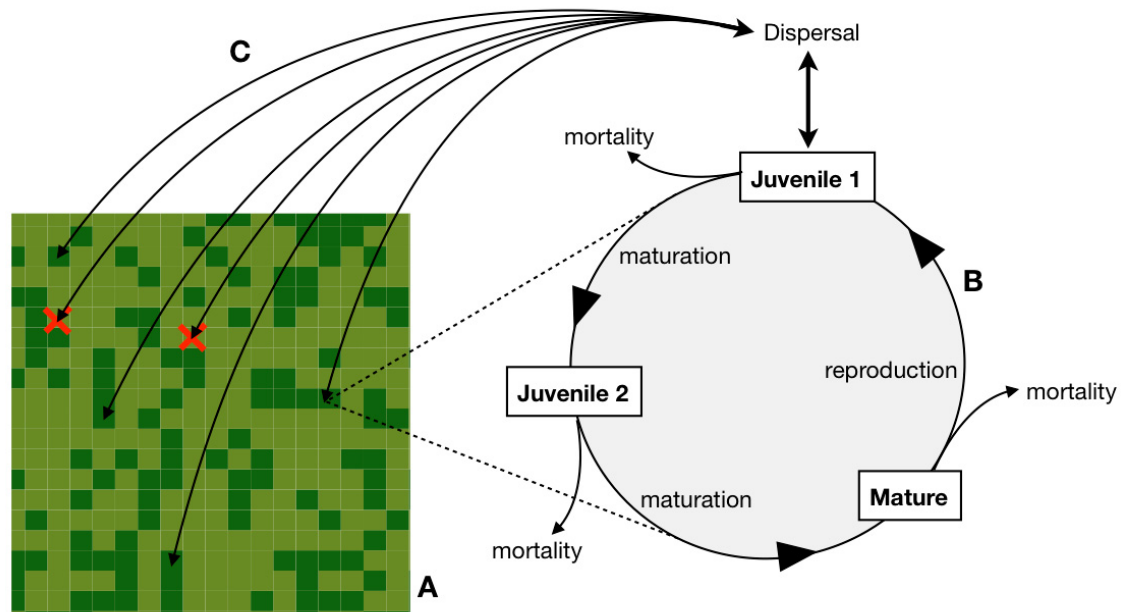 Dispersal
C
mortality
Juvenile 1
maturation
B
reproduction
Juvenile 2
mortality
maturation
Mature
mortality
A